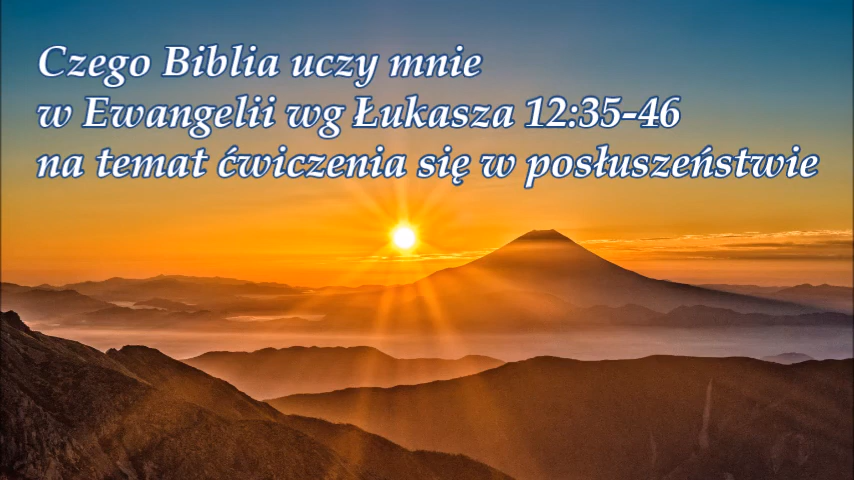 Czego Biblia uczy mnie
w Ewangelii wg Łukasza 12:35-46
na temat ćwiczenia się w posłuszeństwie